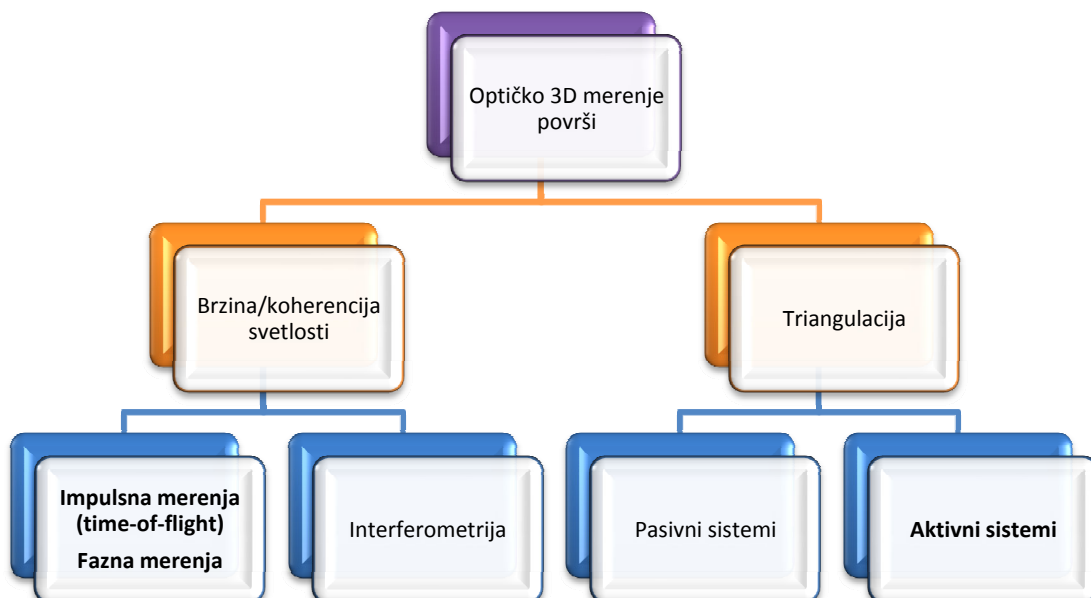 Optičko 3D merenje
površi
Brzina/koherencija
svetlosti
Triangulacija
Impulsna merenja
(time-of-flight)
Fazna merenja
Interferometrija
Pasivni sistemi
Aktivni sistemi